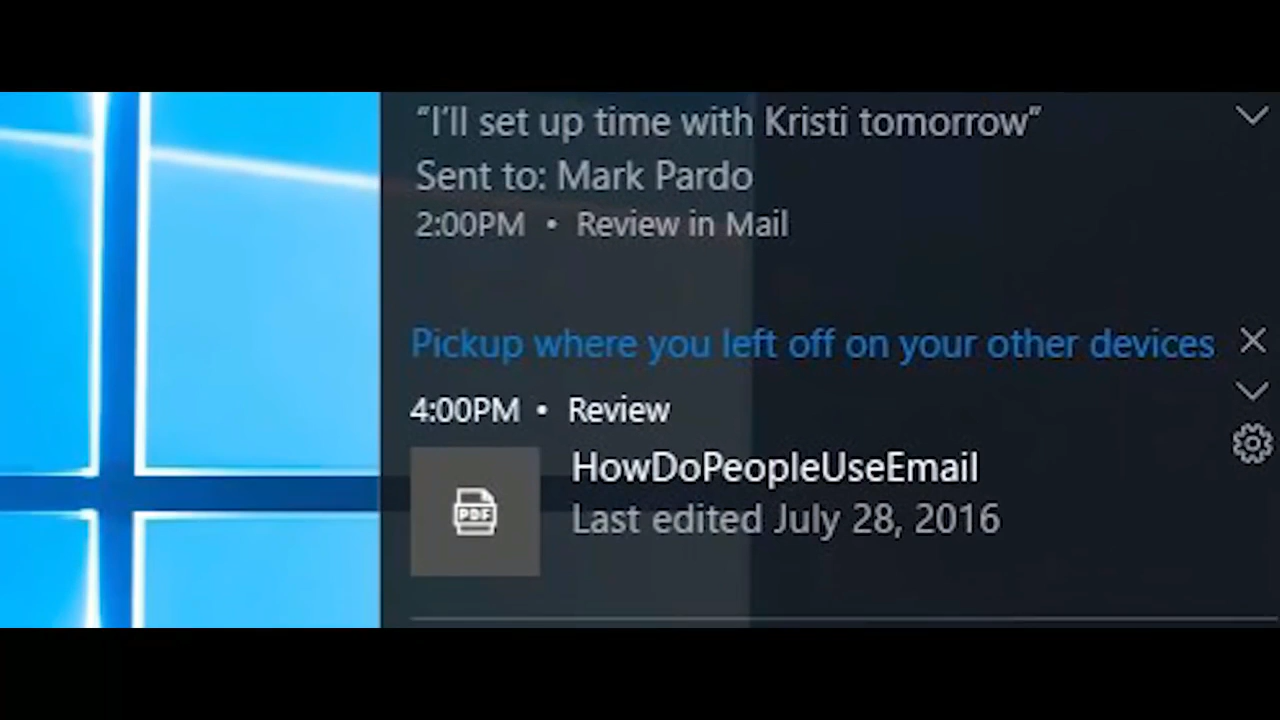 “I’ll set up time with Kristi tomorrow”
Sent to: Mark Pardo
2:00PM • Review in Mail
Pickup where you left off on your other devices
4:00PM • Review
HowDoPeopleUseEmail
PDF
Last edited July 28, 2016